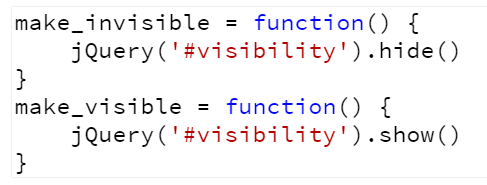 make_invisible = function() {
    jQuery('#visibility').hide()
}
make_visible = function() {
    jQuery('#visibility').show()
}